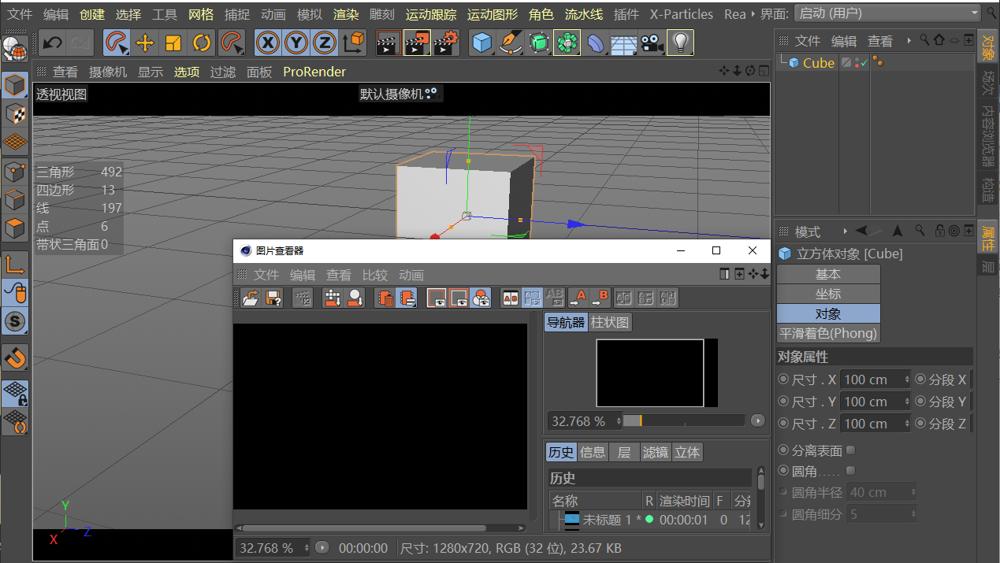 文件 编辑 创建 选择 工具 网格 捕捉 动画 模拟 渲染 雕刻 运动跟踪 运动图形 角色 流水线 插件 X-Particles Rea 界面: 启动 (用户)
X Y Z
文件 编辑 查看
Cube
查看 摄像机 显示 选项 过滤 面板 ProRender
透视视图
默认摄像机
三角形 492
四边形 13
线 197
点 6
带状三角面 0
Y
X
Z
S
对象
场次
内容浏览器
构造
属性
层
模式
立方体对象 [Cube]
基本
坐标
对象
平滑着色(Phong)
对象属性
尺寸 . X 100 cm 分段 X
尺寸 . Y 100 cm 分段 Y
尺寸 . Z 100 cm 分段 Z
分离表面
圆角.....
圆角半径 40 cm
圆角细分 5
图片查看器
文件 编辑 查看 比较 动画
导航器 柱状图
32.768 %
历史 信息 层 滤镜 立体
历史
名称 R 渲染时间 F
未标题 1 * 00:00:01 0 12
32.768 % 00:00:00 尺寸: 1280x720, RGB (32 位), 23.67 KB